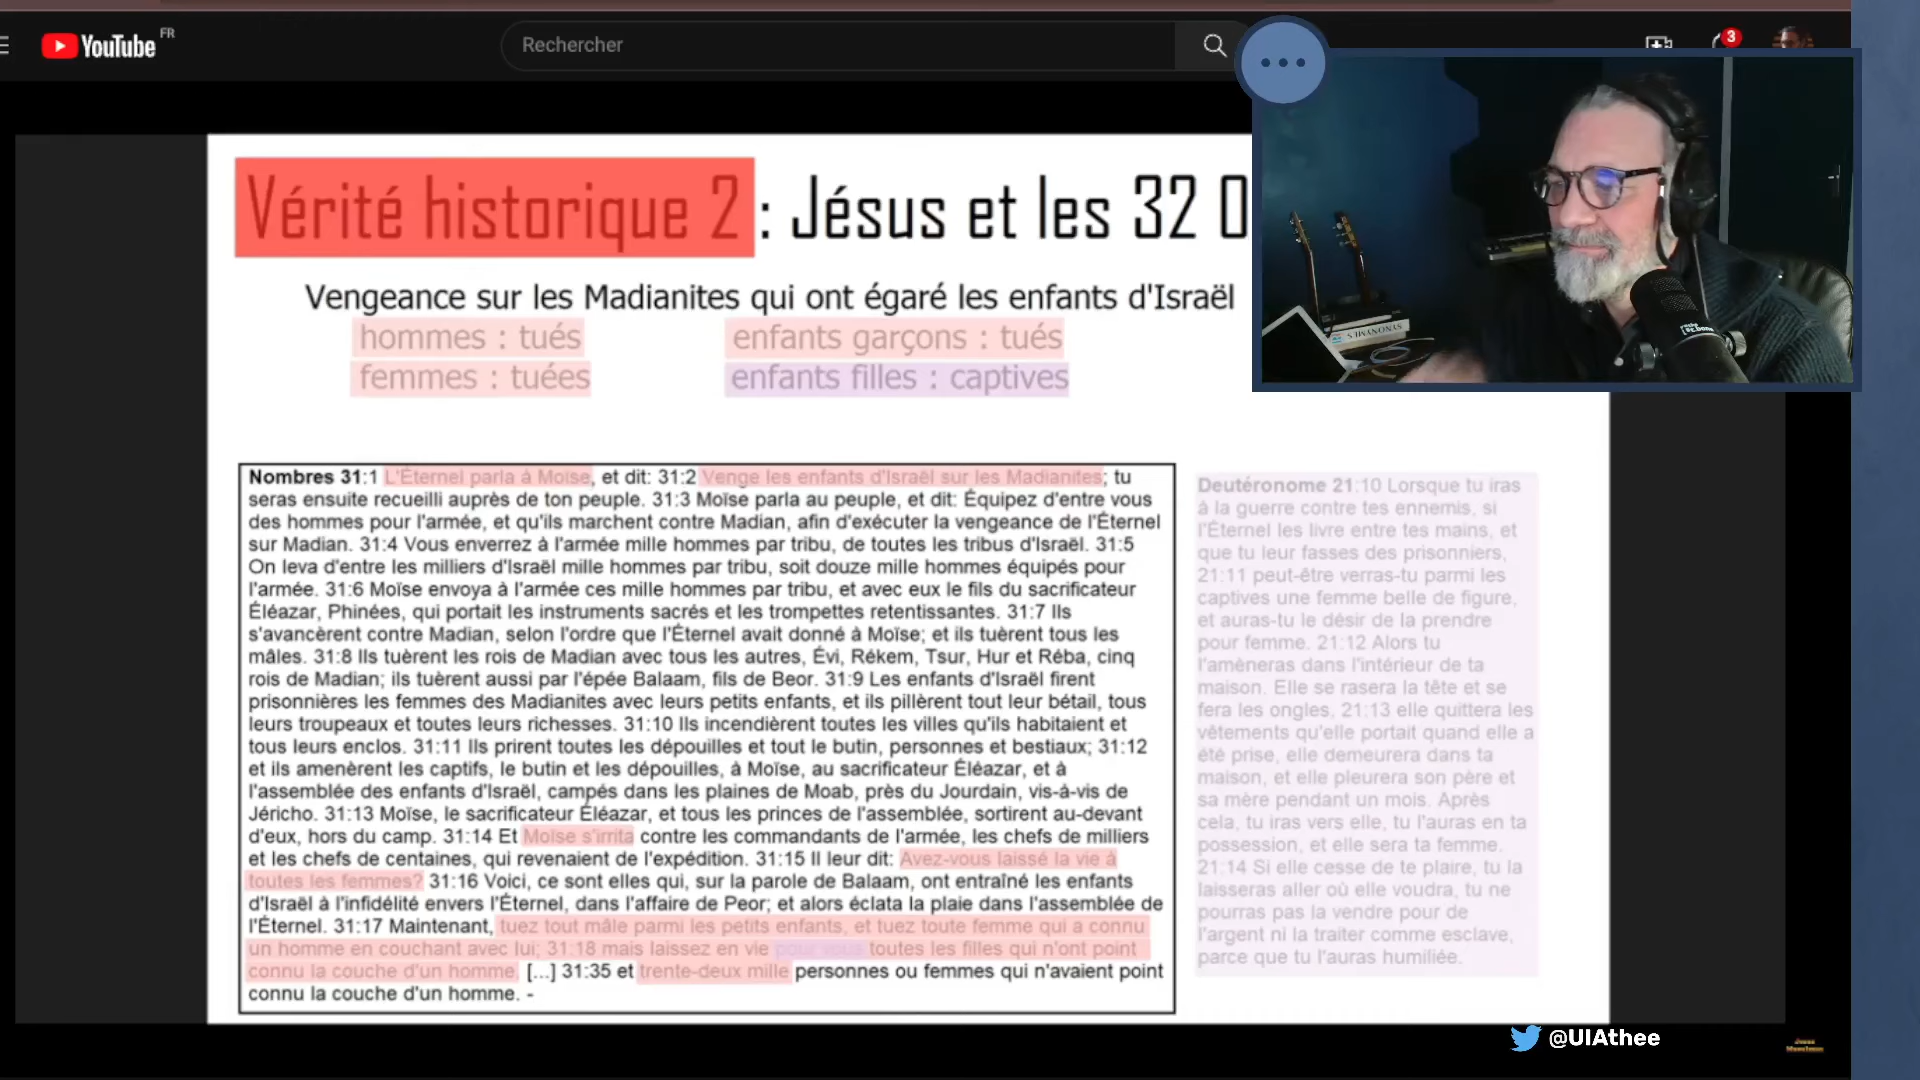 YouTube FR
Rechercher
3
Vérité historique 2 : Jésus et les 32 0
Vengeance sur les Madianites qui ont égaré les enfants d'Israël
hommes : tués
enfants garçons : tués
femmes : tuées
enfants filles : captives
Nombres 31:1 L'Éternel parla à Moïse, et dit: 31:2 Venge les enfants d'Israël sur les Madianites; tu
seras ensuite recueilli auprès de ton peuple. 31:3 Moïse parla au peuple, et dit: Équipez d'entre vous
des hommes pour l'armée, et qu'ils marchent contre Madian, afin d'exécuter la vengeance de l'Éternel
sur Madian. 31:4 Vous enverrez à l'armée mille hommes par tribu, de toutes les tribus d'Israël. 31:5
On leva d'entre les milliers d'Israël mille hommes par tribu, soit douze mille hommes équipés pour
l'armée. 31:6 Moïse envoya à l'armée ces mille hommes par tribu, et avec eux le fils du sacrificateur
Éléazar, Phinées, qui portait les instruments sacrés et les trompettes retentissantes. 31:7 Ils
s'avancèrent contre Madian, selon l'ordre que l'Éternel avait donné à Moïse; et ils tuèrent tous les
mâles. 31:8 Ils tuèrent les rois de Madian avec tous les autres, Évi, Rékem, Tsur, Hur et Réba, cinq
rois de Madian; ils tuèrent aussi par l'épée Balaam, fils de Beor. 31:9 Les enfants d'Israël firent
prisonnières les femmes des Madianites avec leurs petits enfants, et ils pillèrent tout leur bétail, tous
leurs troupeaux et toutes leurs richesses. 31:10 Ils incendièrent toutes les villes qu'ils habitaient et
tous leurs enclos. 31:11 Ils prirent toutes les dépouilles et tout le butin, personnes et bestiaux; 31:12
et ils amenèrent les captifs, le butin et les dépouilles, à Moïse, au sacrificateur Éléazar, et à
l'assemblée des enfants d'Israël, campés dans les plaines de Moab, près du Jourdain, vis-à-vis de
Jéricho. 31:13 Moïse, le sacrificateur Éléazar, et tous les princes de l'assemblée, sortirent au-devant
d'eux, hors du camp. 31:14 Et Moïse s'irrita contre les commandants de l'armée, les chefs de milliers
et les chefs de centaines, qui revenaient de l'expédition. 31:15 Il leur dit: Avez-vous laissé la vie à
toutes les femmes? 31:16 Voici, ce sont elles qui, sur la parole de Balaam, ont entraîné les enfants
d'Israël à l'infidélité envers l'Éternel, dans l'affaire de Peor; et alors éclata la plaie dans l'assemblée de
l'Éternel. 31:17 Maintenant, tuez tout mâle parmi les petits enfants, et tuez toute femme qui a connu
un homme en couchant avec lui; 31:18 mais laissez en vie pour vous toutes les filles qui n'ont point
connu la couche d'un homme. [...] 31:35 et trente-deux mille personnes ou femmes qui n'avaient point
connu la couche d'un homme. -
Deutéronome 21:10 Lorsque tu iras
à la guerre contre tes ennemis, si
l'Éternel les livre entre tes mains, et
que tu leur fasses des prisonniers,
21:11 peut-être verras-tu parmi les
captives une femme belle de figure,
et auras-tu le désir de la prendre
pour femme. 21:12 Alors tu
l'amèneras dans l'intérieur de ta
maison. Elle se rasera la tête et se
fera les ongles, 21:13 elle quittera les
vêtements qu'elle portait quand elle a
été prise, elle demeurera dans ta
maison, et elle pleurera son père et
sa mère pendant un mois. Après
cela, tu iras vers elle, tu l'auras en ta
possession, et elle sera ta femme.
21:14 Si elle cesse de te plaire, tu la
laisseras aller où elle voudra, tu ne
pourras pas la vendre pour de
l'argent ni la traiter comme esclave,
parce que tu l'auras humiliée.
SYNONYMES
@UIAthee